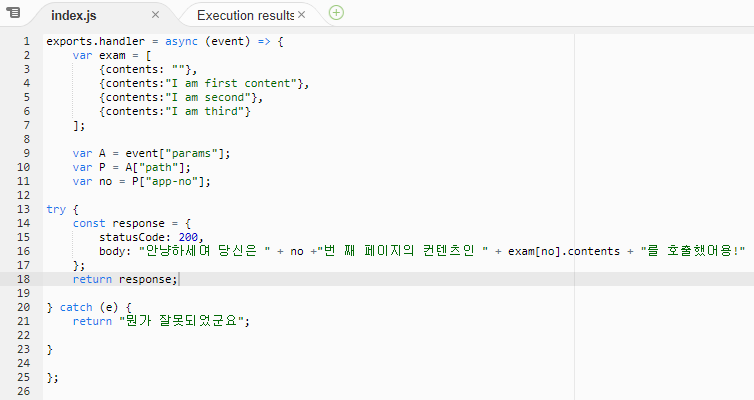 index.js × Execution results ×
1 exports.handler = async (event) => {
2 var exam = [
3 {contents: ""},
4 {contents:"I am first content"},
5 {contents:"I am second"},
6 {contents:"I am third"}
7 ];
8
9 var A = event["params"];
10 var P = A["path"];
11 var no = P["app-no"];
12
13 try {
14 const response = {
15 statusCode: 200,
16 body: "안냥하세여 당신은 " + no +"번 째 페이지의 컨텐츠인 " + exam[no].contents + "를 호출했어용!"
17 };
18 return response;
19
20 } catch (e) {
21 return "뭔가 잘못되었군요";
22
23 }
24
25 };
26